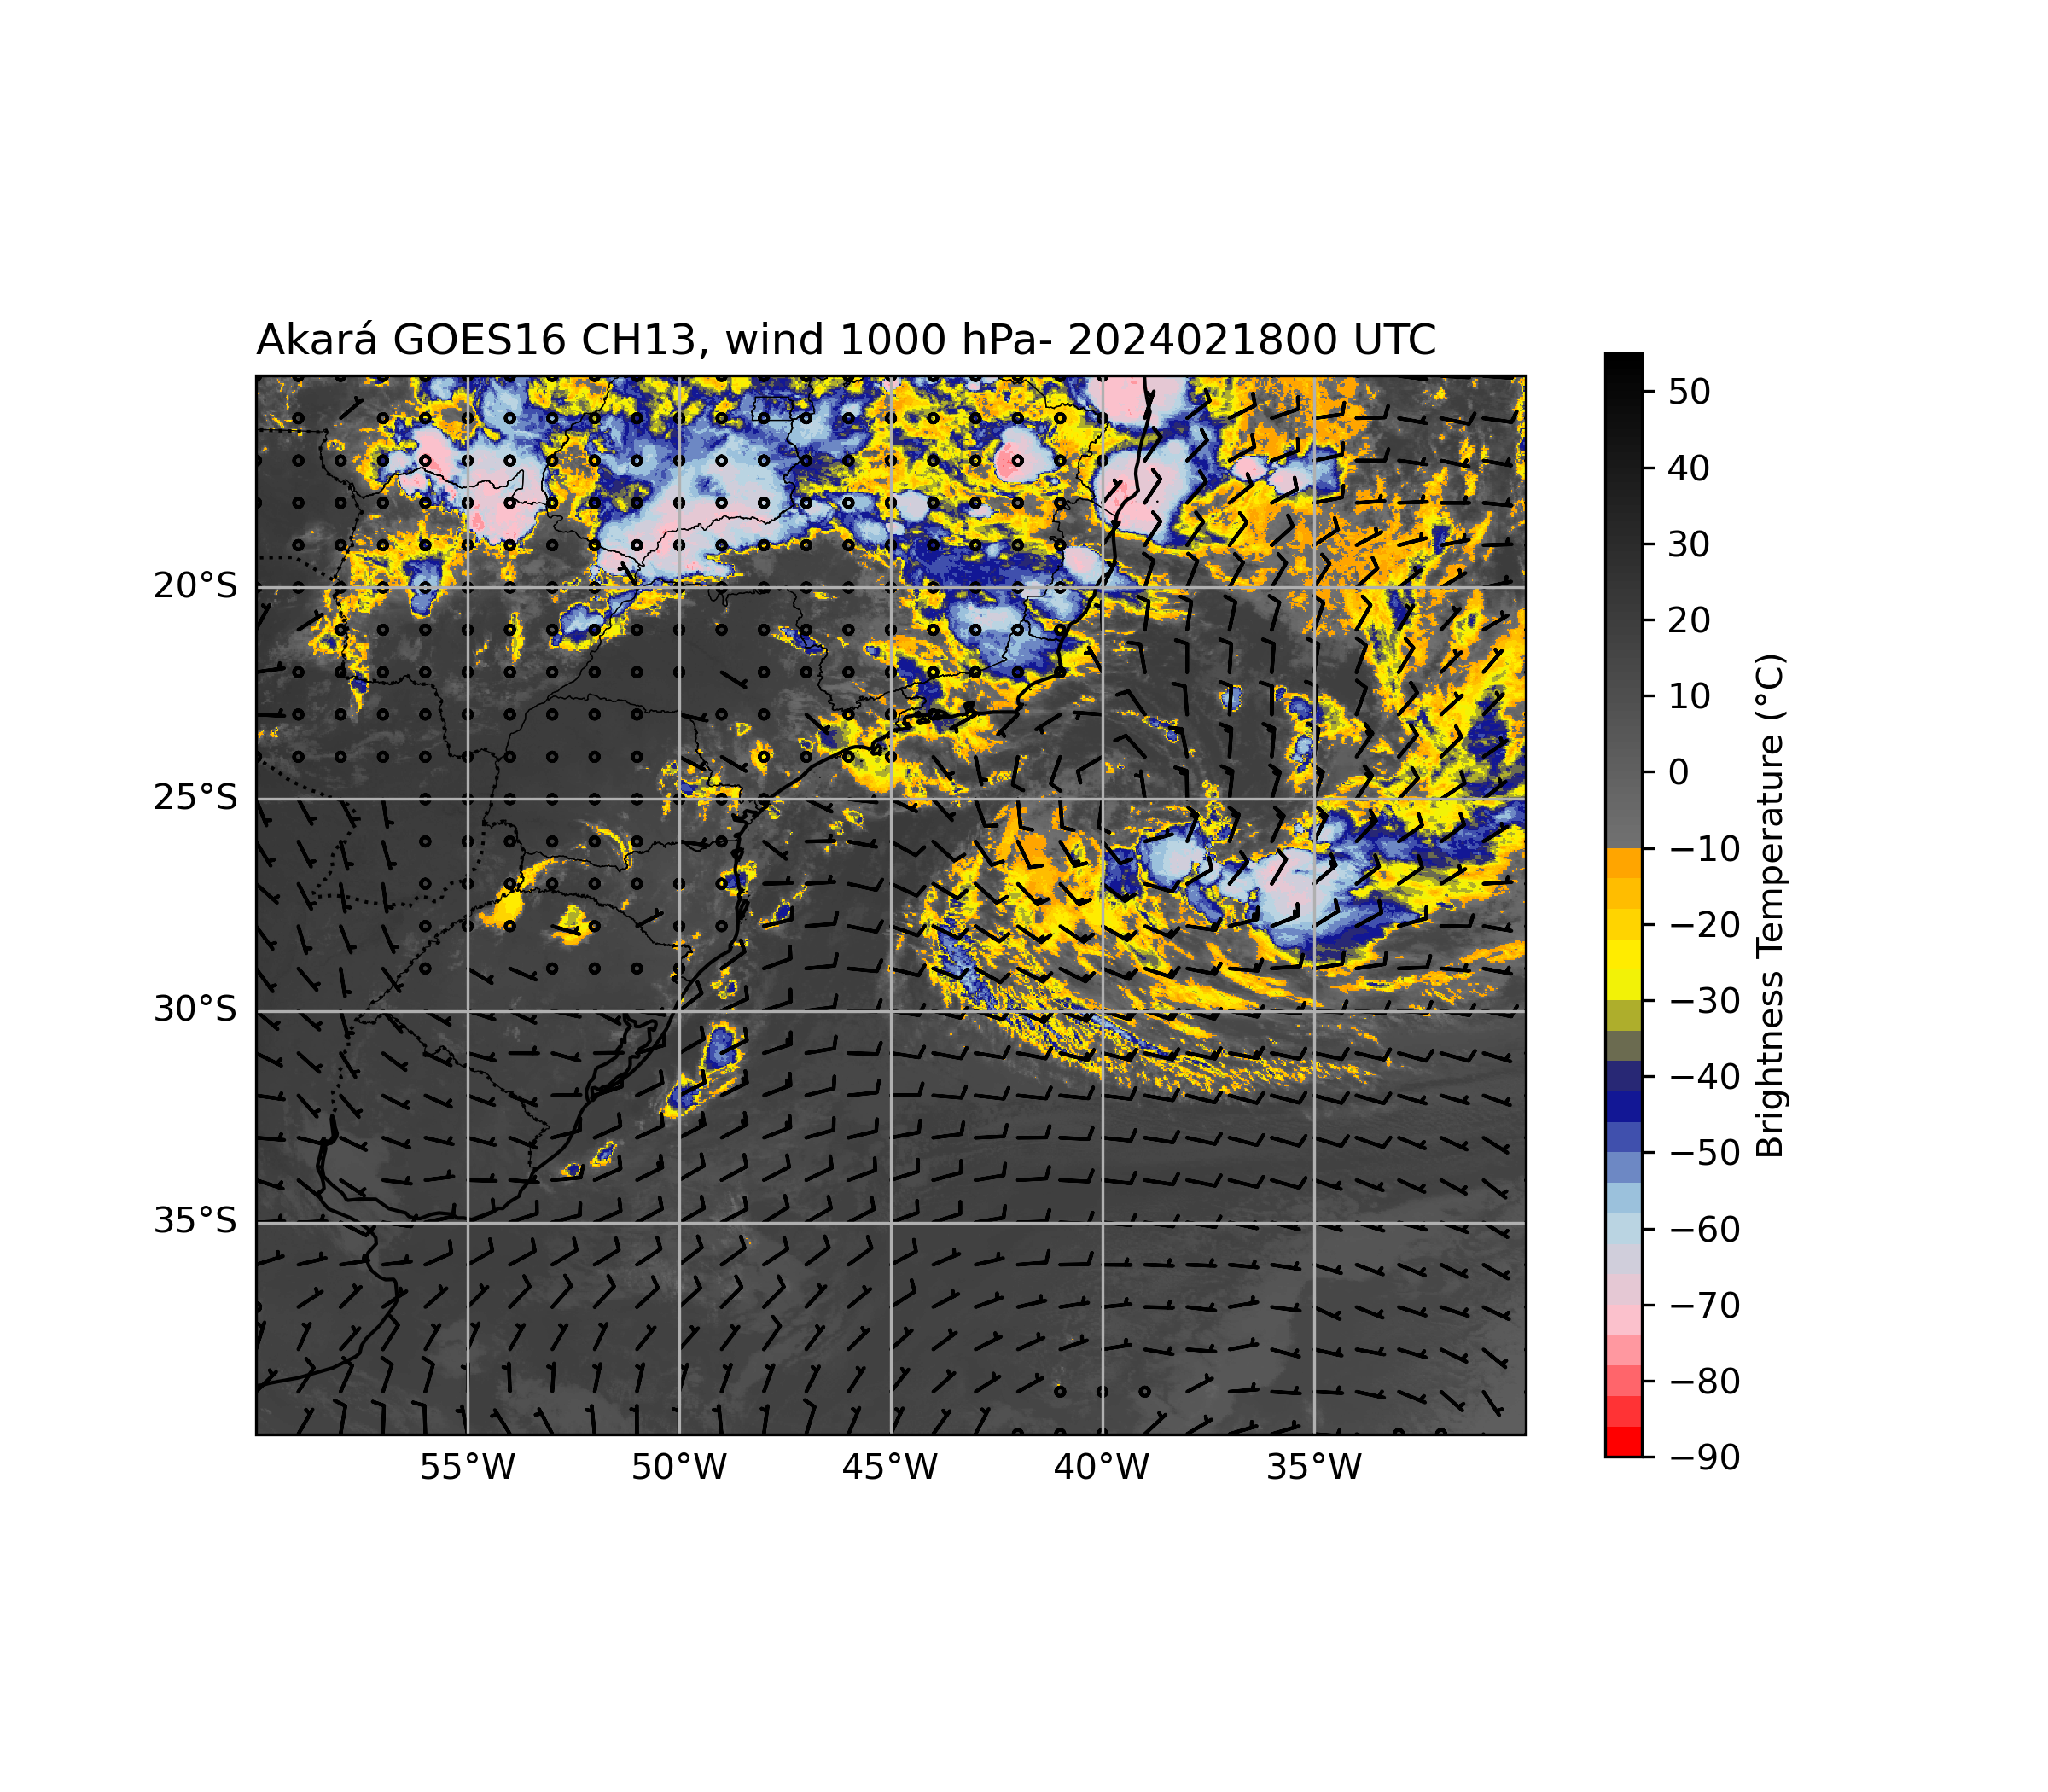 Akará GOES16 CH13, wind 1000 hPa- 2024021800 UTC
20°S
25°S
30°S
35°S
55°W
50°W
45°W
40°W
35°W
50
40
30
20
10
0
−10
−20
−30
−40
−50
−60
−70
−80
−90
Brightness Temperature (°C)